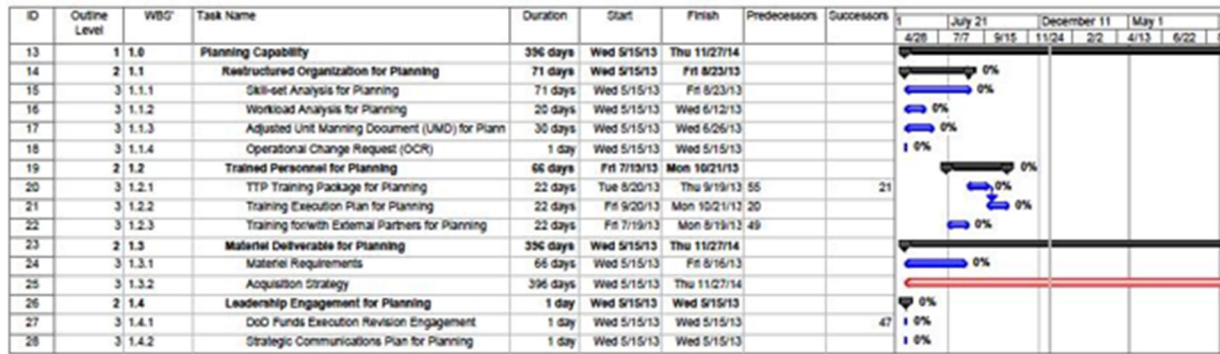 ID Outline Level WBS' Task Name Duration Start Finish Predecessors Successors 1 July 21 December 11 May 1
4/28 7/7 9/15 11/24 2/2 4/13 6/22
13 1 1.0 Planning Capability 396 days Wed 5/15/13 Thu 11/27/14
14 2 1.1 Restructured Organization for Planning 71 days Wed 5/15/13 Fri 8/23/13 0%
15 3 1.1.1 Skill-set Analysis for Planning 71 days Wed 5/15/13 Fri 8/23/13 0%
16 3 1.1.2 Workload Analysis for Planning 20 days Wed 5/15/13 Wed 6/12/13 0%
17 3 1.1.3 Adjusted Unit Manning Document (UMD) for Plann 30 days Wed 5/15/13 Wed 6/26/13 0%
18 3 1.1.4 Operational Change Request (OCR) 1 day Wed 5/15/13 Wed 5/15/13 0%
19 2 1.2 Trained Personnel for Planning 66 days Fri 7/19/13 Mon 10/21/13 0%
20 3 1.2.1 TTP Training Package for Planning 22 days Tue 8/20/13 Thu 9/19/13 55 21 0%
21 3 1.2.2 Training Execution Plan for Planning 22 days Fri 9/20/13 Mon 10/21/13 20 0%
22 3 1.2.3 Training for/with External Partners for Planning 22 days Fri 7/19/13 Mon 8/19/13 49 0%
23 2 1.3 Materiel Deliverable for Planning 396 days Wed 5/15/13 Thu 11/27/14
24 3 1.3.1 Materiel Requirements 66 days Wed 5/15/13 Fri 8/16/13 0%
25 3 1.3.2 Acquisition Strategy 396 days Wed 5/15/13 Thu 11/27/14
26 2 1.4 Leadership Engagement for Planning 1 day Wed 5/15/13 Wed 5/15/13 0%
27 3 1.4.1 DoD Funds Execution Revision Engagement 1 day Wed 5/15/13 Wed 5/15/13 47 0%
28 3 1.4.2 Strategic Communications Plan for Planning 1 day Wed 5/15/13 Wed 5/15/13 0%